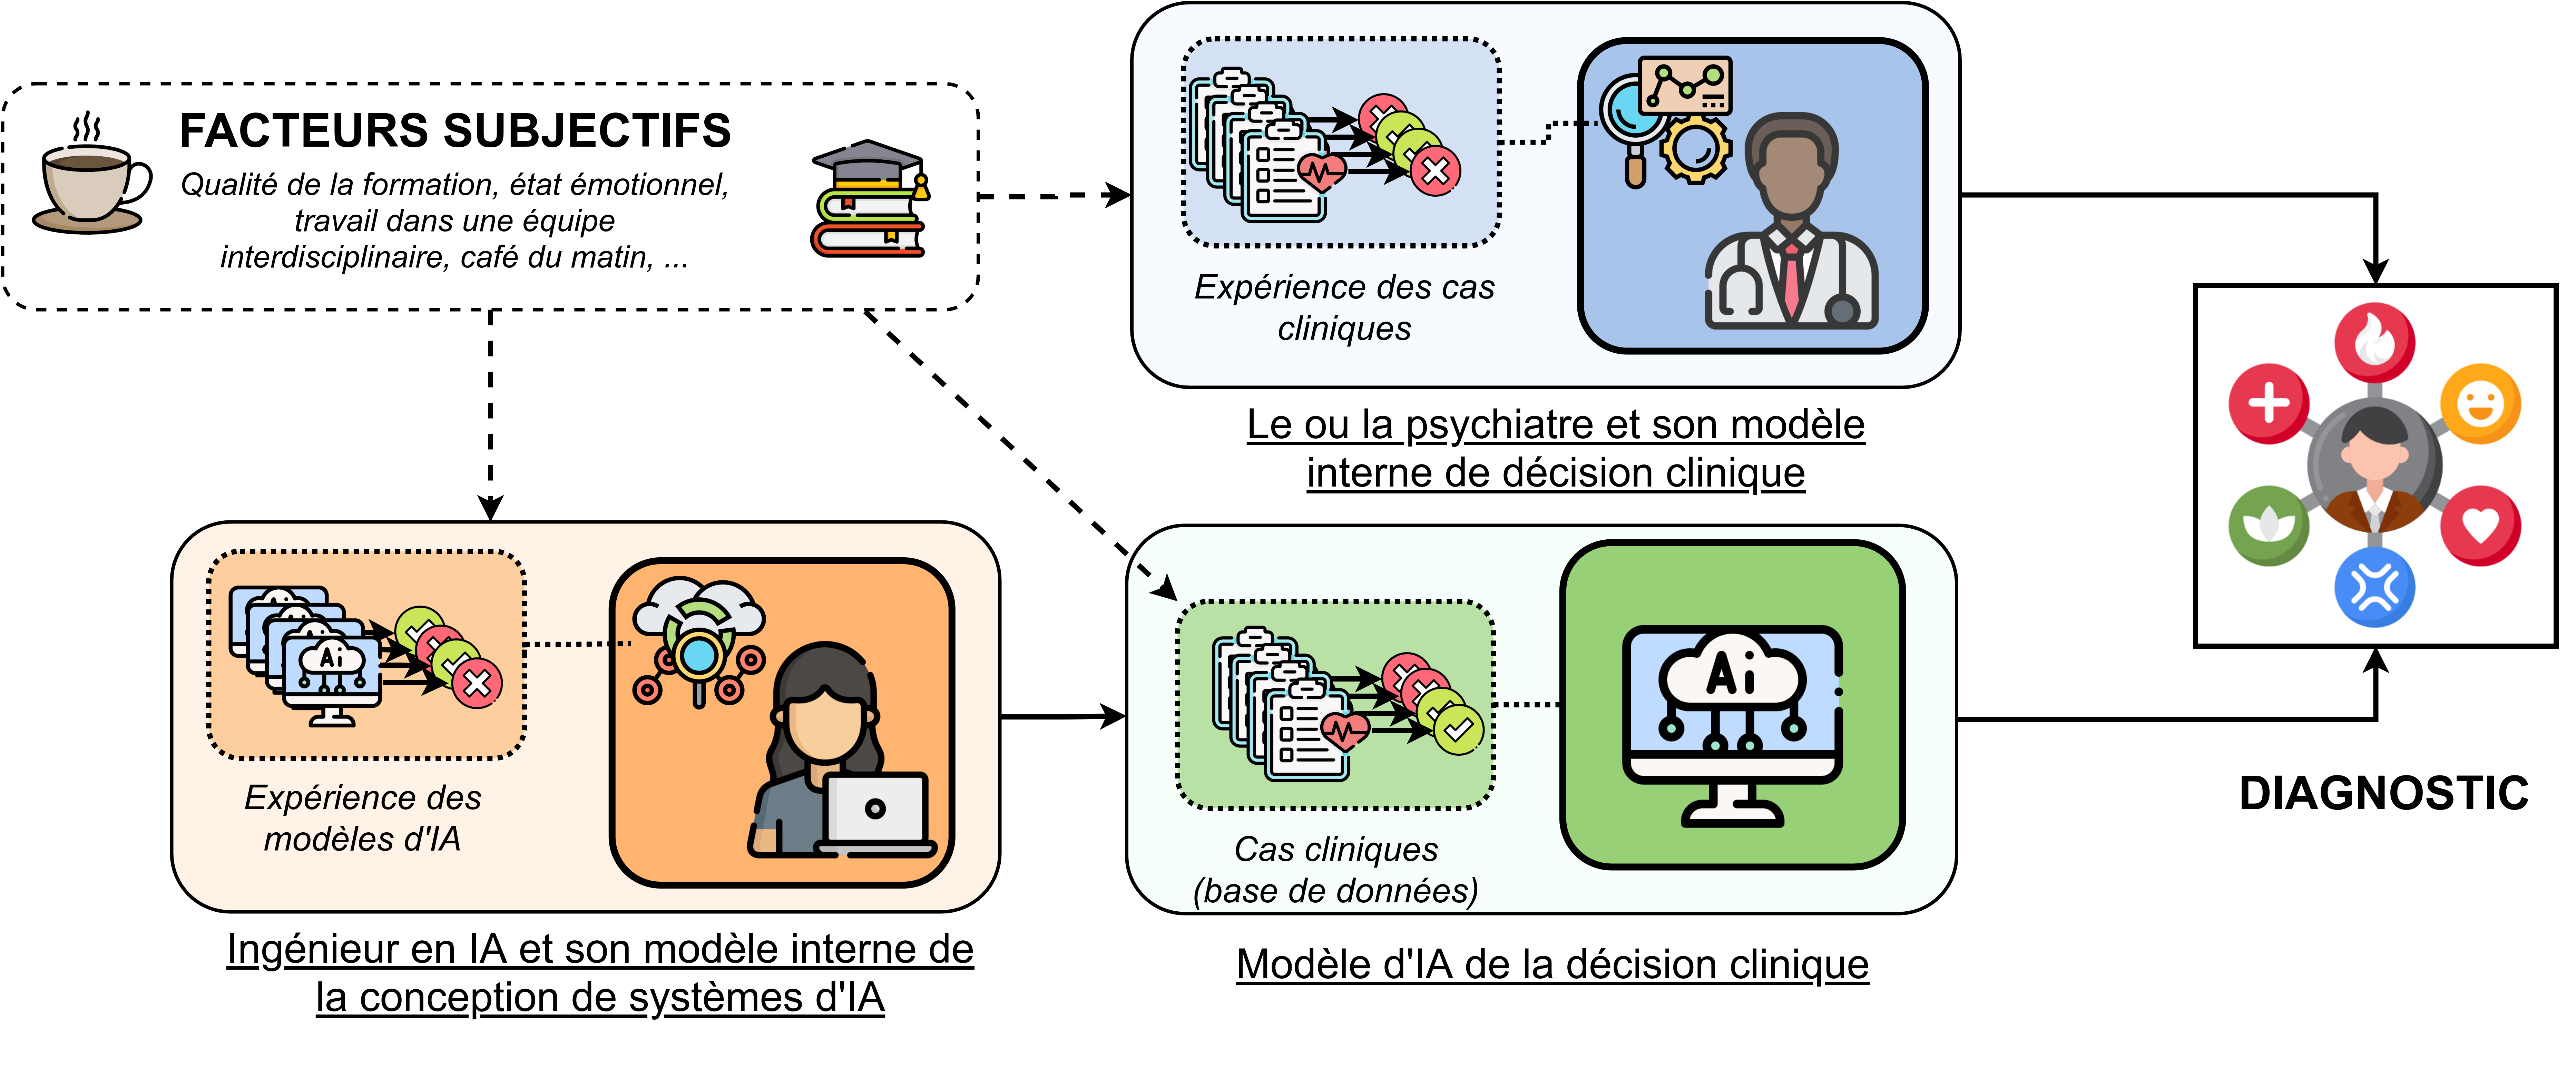 FACTEURS SUBJECTIFS
Qualité de la formation, état émotionnel,
travail dans une équipe
interdisciplinaire, café du matin, ...
Expérience des cas
cliniques
Le ou la psychiatre et son modèle
interne de décision clinique
Ai
Expérience des
modèles d'IA
Ingénieur en IA et son modèle interne de
la conception de systèmes d'IA
Cas cliniques
(base de données)
Ai
Modèle d'IA de la décision clinique
DIAGNOSTIC